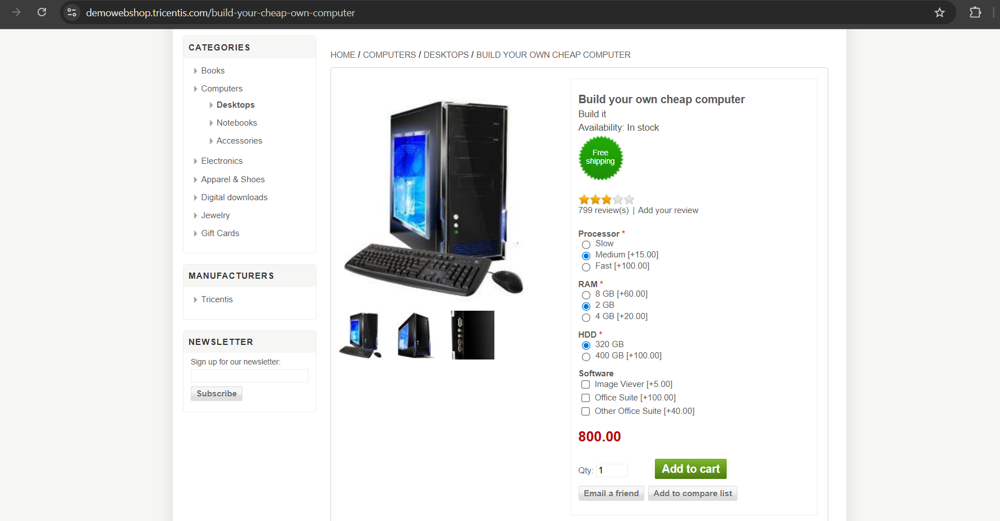 demowebshop.tricentis.com/build-your-cheap-own-computer
CATEGORIES
Books
Computers
Desktops
Notebooks
Accessories
Electronics
Apparel & Shoes
Digital downloads
Jewelry
Gift Cards
MANUFACTURERS
Tricentis
NEWSLETTER
Sign up for our newsletter:
Subscribe
HOME / COMPUTERS / DESKTOPS / BUILD YOUR OWN CHEAP COMPUTER
Build your own cheap computer
Build it
Availability: In stock
Free
shipping
799 review(s) | Add your review
Processor *
Slow
Medium [+15.00]
Fast [+100.00]
RAM *
8 GB [+60.00]
2 GB
4 GB [+20.00]
HDD *
320 GB
400 GB [+100.00]
Software
Image Viever [+5.00]
Office Suite [+100.00]
Other Office Suite [+40.00]
800.00
Qty: 1
Add to cart
Email a friend
Add to compare list